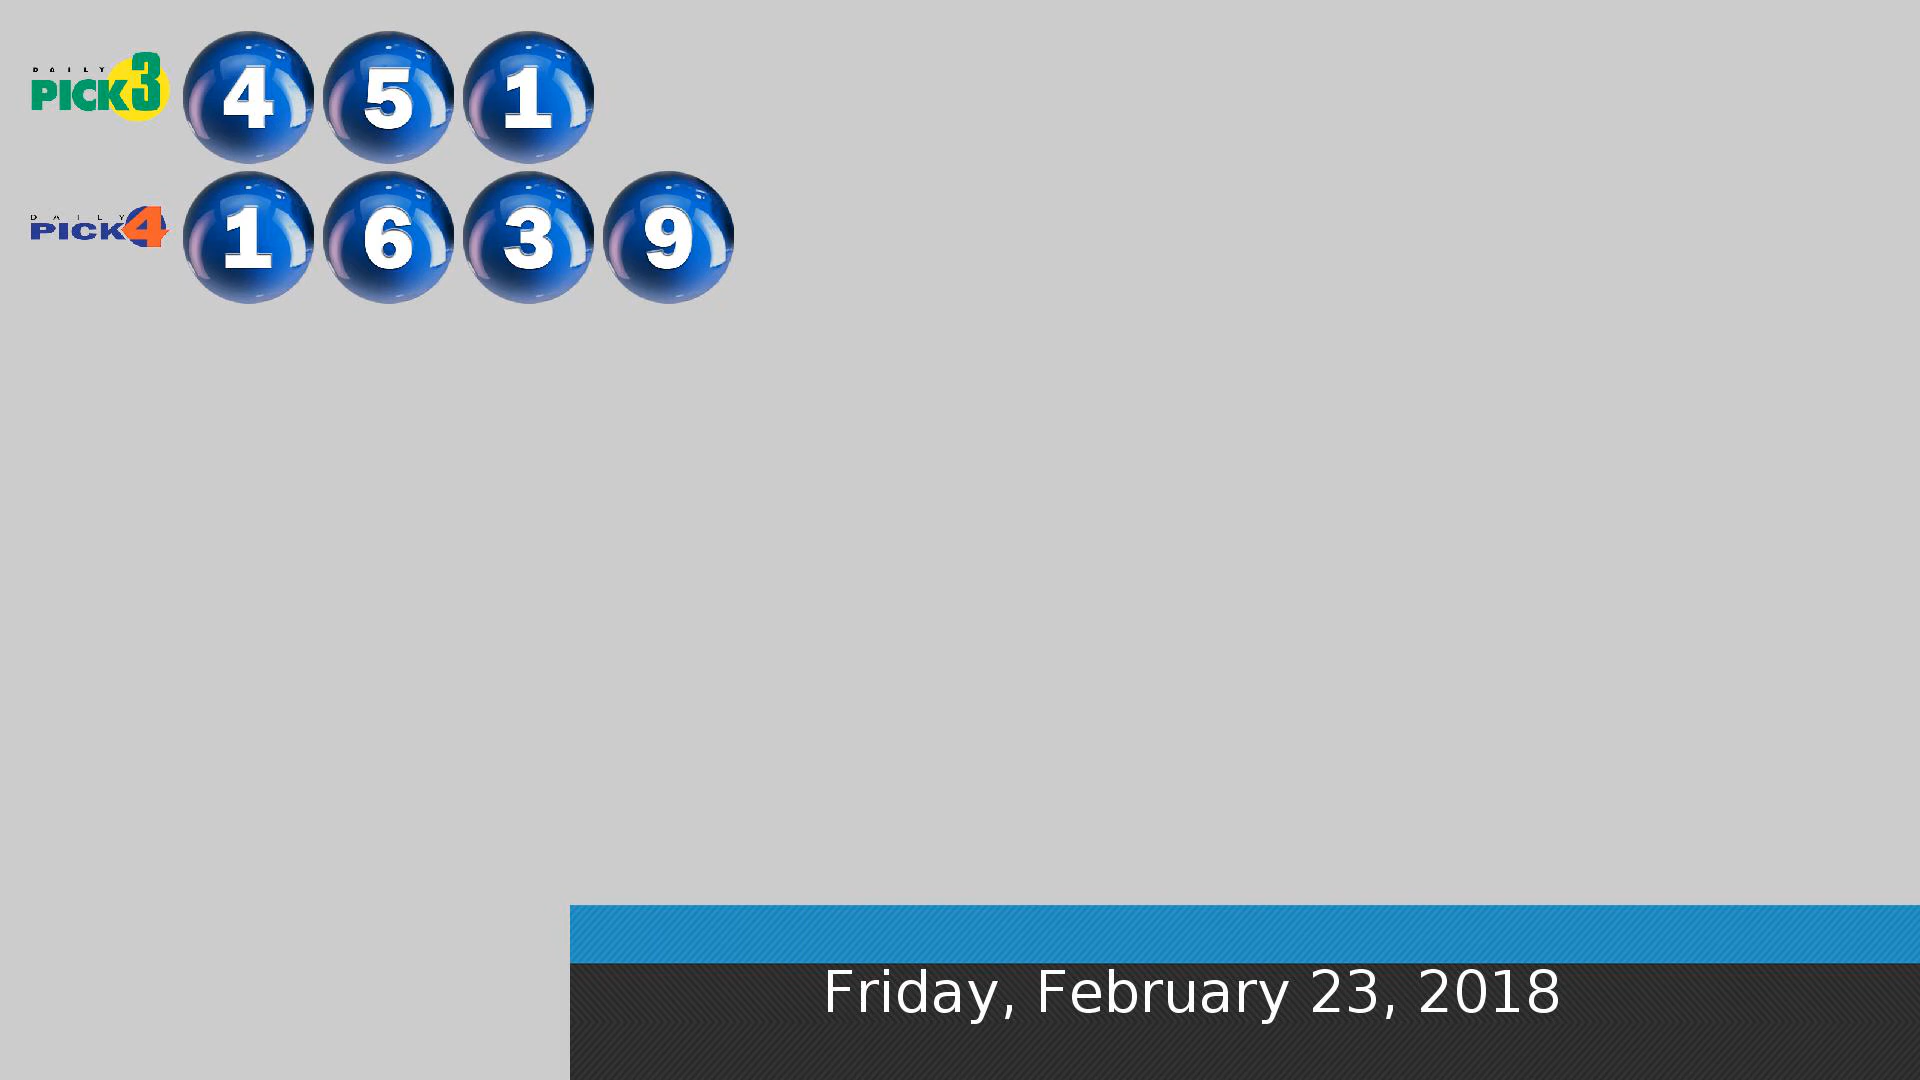 DAILY
PICK3 4 5 1
DAILY
PICK4 1 6 3 9
Friday, February 23, 2018